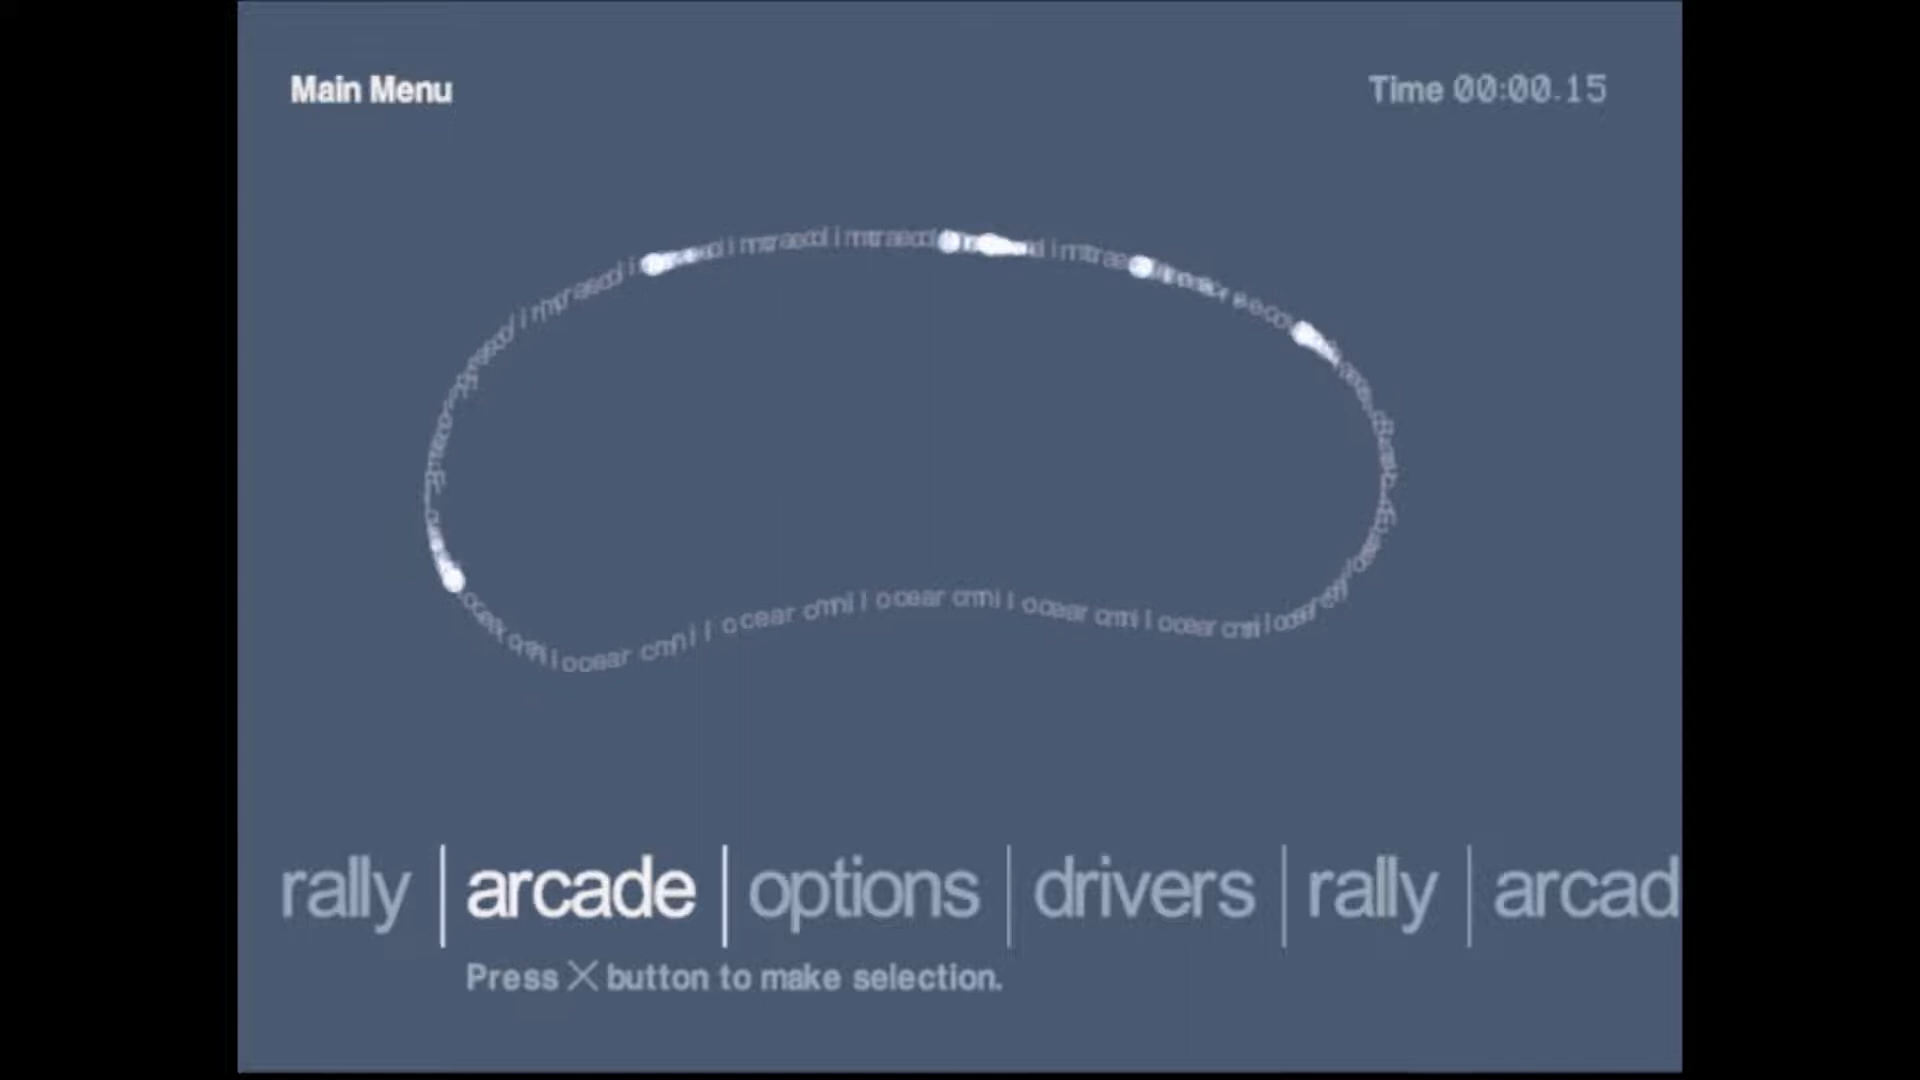 Main Menu
Time 00:00.15
rally arcade options drivers rally arcad
Press X button to make selection.